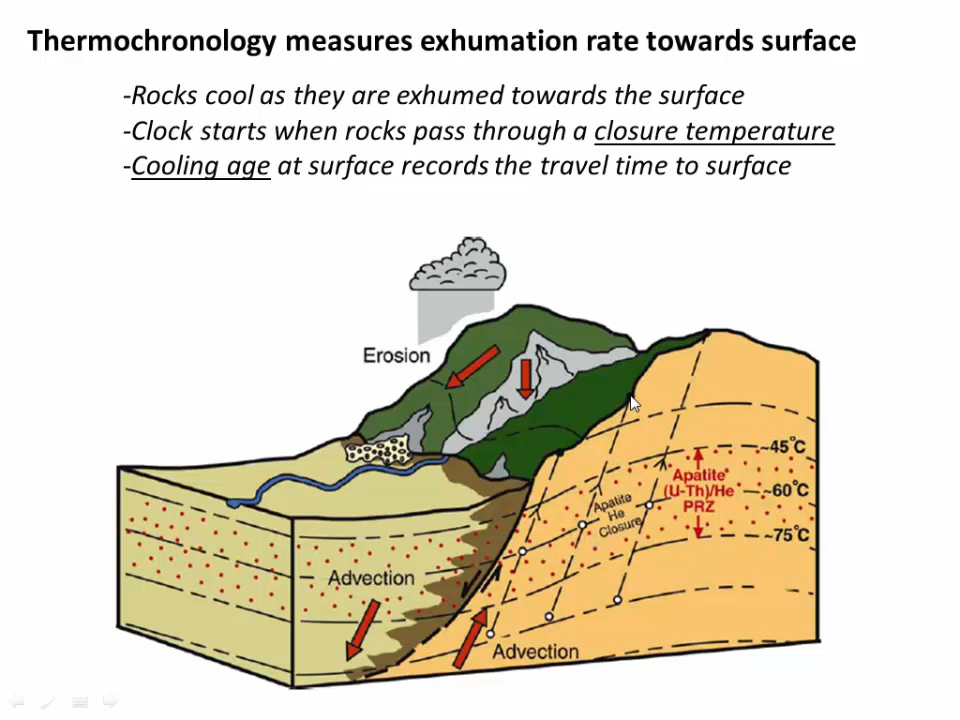 Thermochronology measures exhumation rate towards surface
-Rocks cool as they are exhumed towards the surface
-Clock starts when rocks pass through a closure temperature
-Cooling age at surface records the travel time to surface
Erosion
~45°C
Apatite
(U-Th)/He
PRZ
~60°C
~75°C
Apatite
He
Closure
Advection
Advection